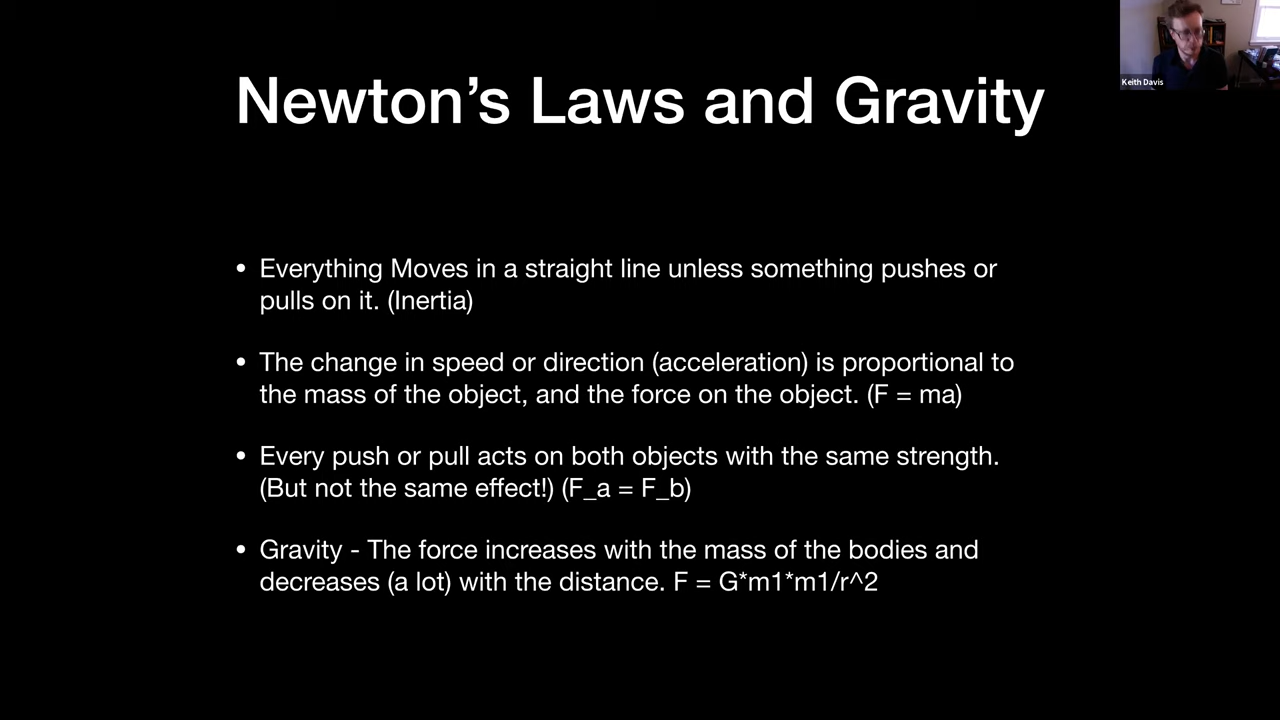 Keith Davis
Newton's Laws and Gravity
• Everything Moves in a straight line unless something pushes or
pulls on it. (Inertia)
• The change in speed or direction (acceleration) is proportional to
the mass of the object, and the force on the object. (F = ma)
• Every push or pull acts on both objects with the same strength.
(But not the same effect!) (F_a = F_b)
• Gravity - The force increases with the mass of the bodies and
decreases (a lot) with the distance. F = G*m1*m1/r^2